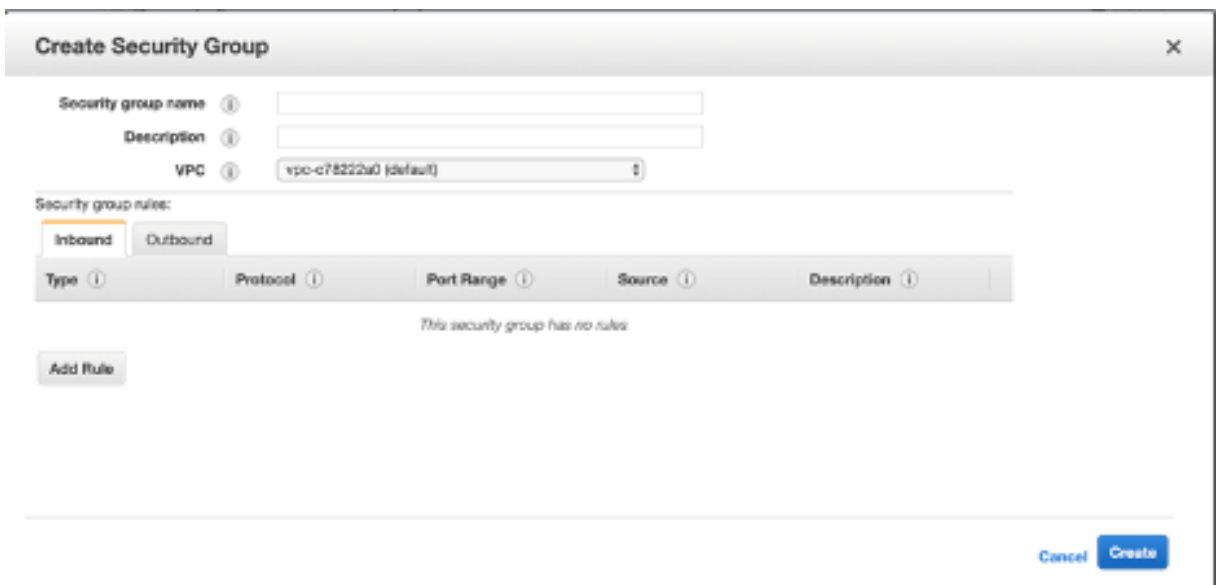 Create Security Group
Security group name
Description
VPC vpc-c78222a0 (default)
Security group rules:
Inbound Outbound
Type Protocol Port Range Source Description
This security group has no rules
Add Rule
Cancel Create